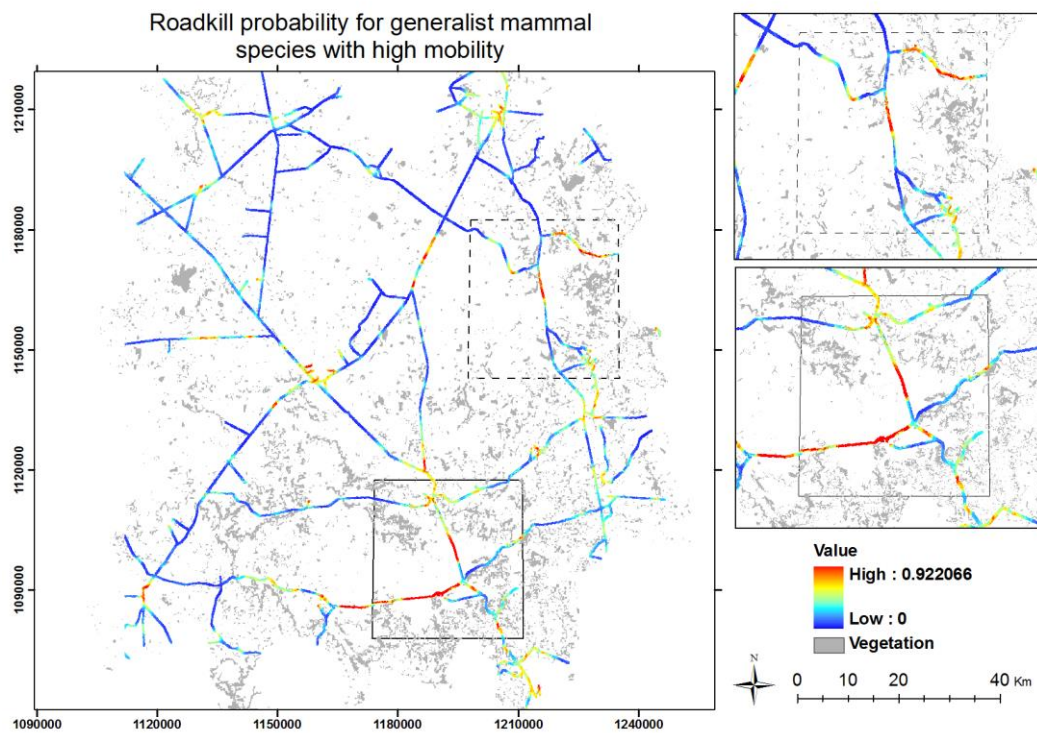 Roadkill probability for generalist mammal
species with high mobility
1210000
1180000
1150000
1120000
1090000
1090000 1120000 1150000 1180000 1210000 1240000
Value
High : 0.922066
Low : 0
Vegetation
N
0 10 20 40 Km